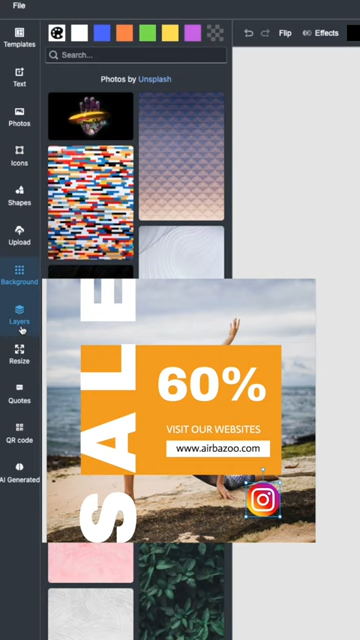 File
Flip
Effects
Templates
Text
Photos
Icons
Shapes
Upload
Background
Layers
Resize
Quotes
QR code
AI Generated
Search...
Photos by Unsplash
SALE
60%
VISIT OUR WEBSITES
www.airbazoo.com